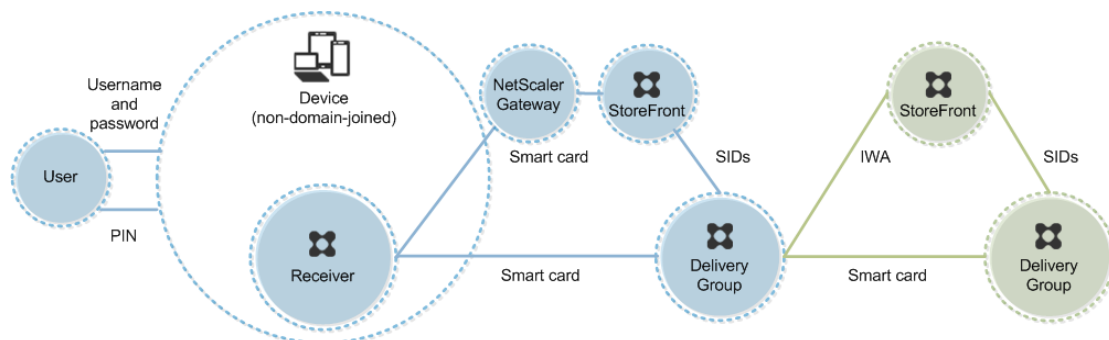 Username
and
password
User
PIN
Device
(non-domain-joined)
Receiver
NetScaler
Gateway
StoreFront
Smart card
SIDs
Smart card
Delivery
Group
StoreFront
IWA
SIDs
Smart card
Delivery
Group